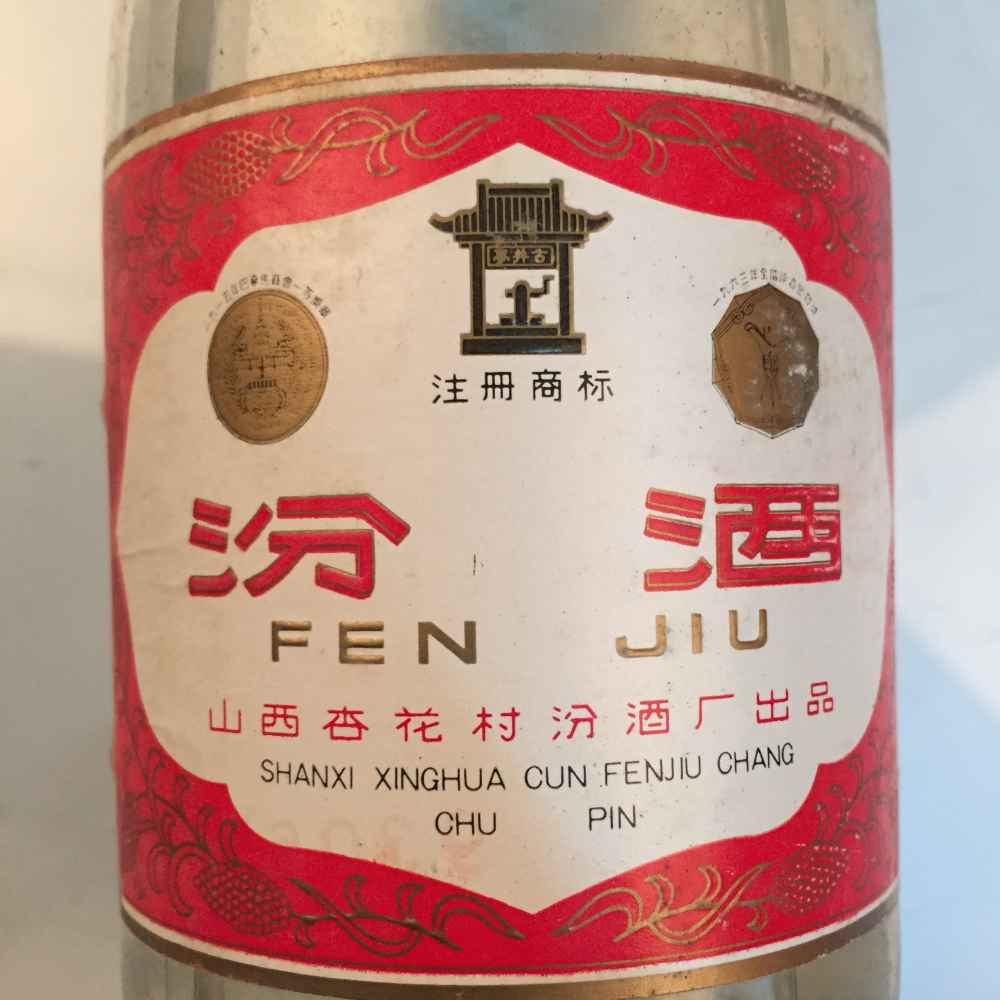 古井亭
注冊商标
汾酒
FEN JIU
山西杏花村汾酒厂出品
SHANXI XINGHUA CUN FENJIU CHANG
CHU PIN